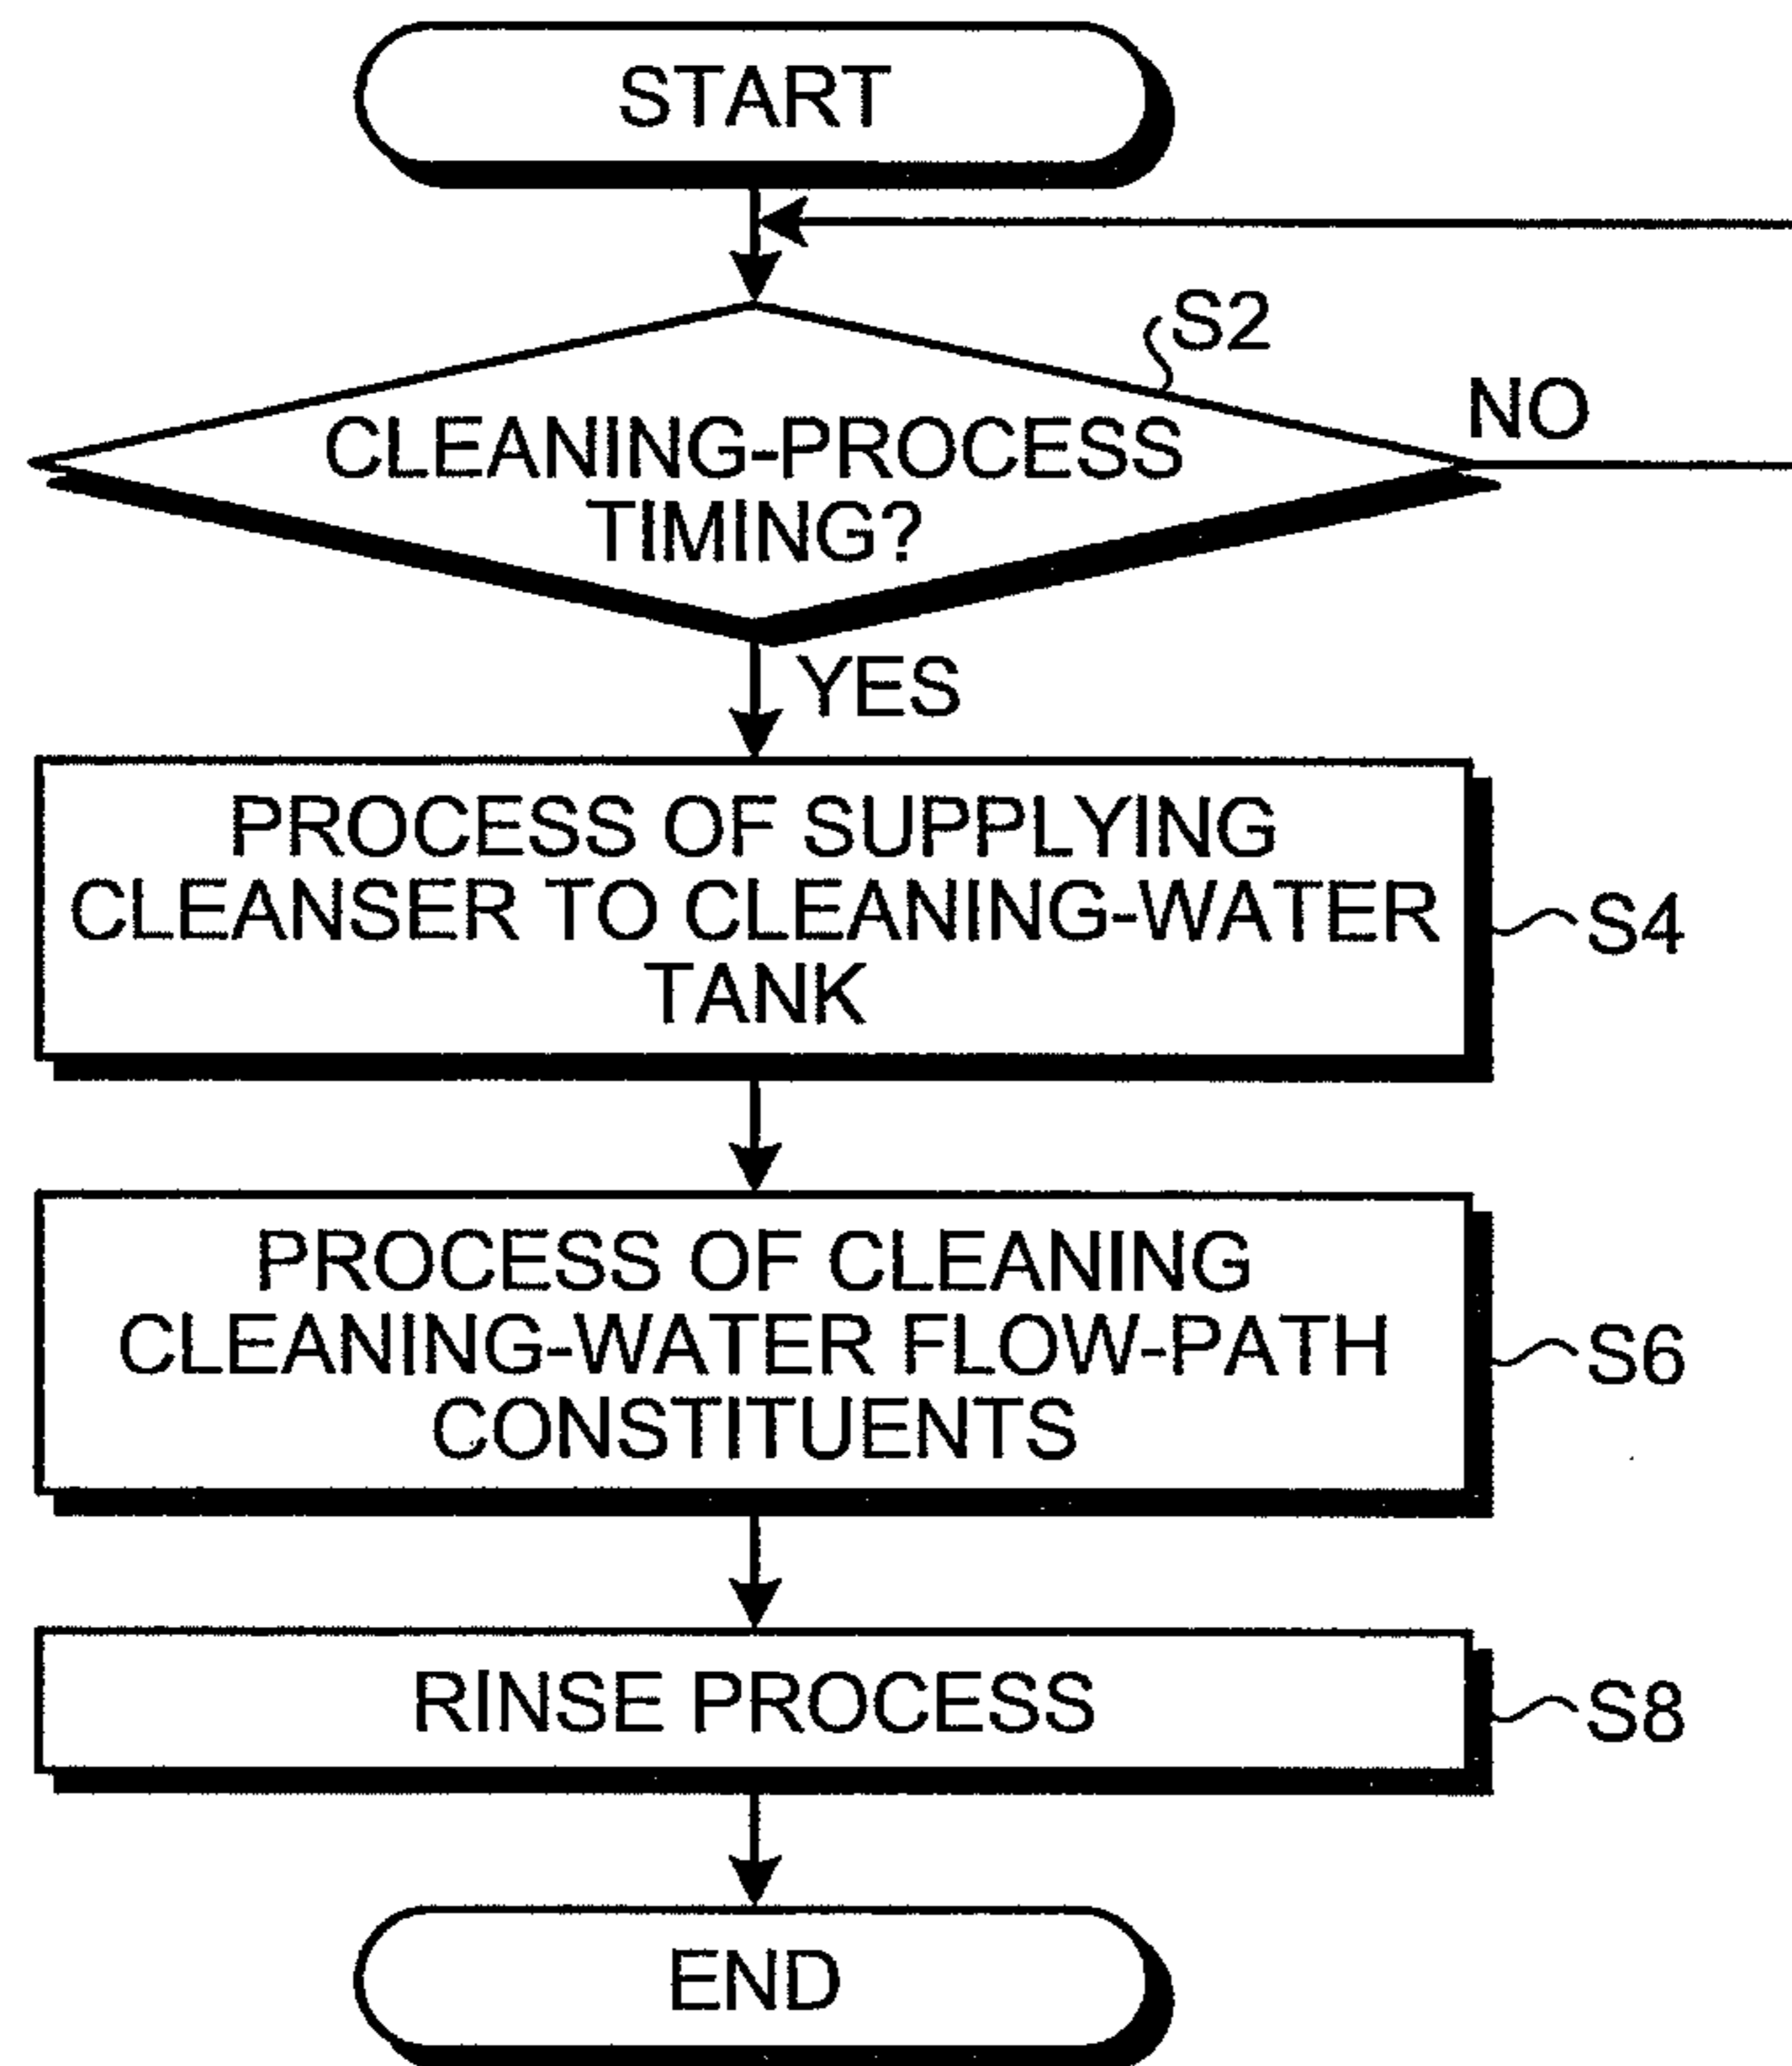 START
S2
NO
CLEANING-PROCESS
TIMING?
YES
PROCESS OF SUPPLYING
CLEANSER TO CLEANING-WATER
TANK
S4
PROCESS OF CLEANING
CLEANING-WATER FLOW-PATH
CONSTITUENTS
S6
RINSE PROCESS
S8
END